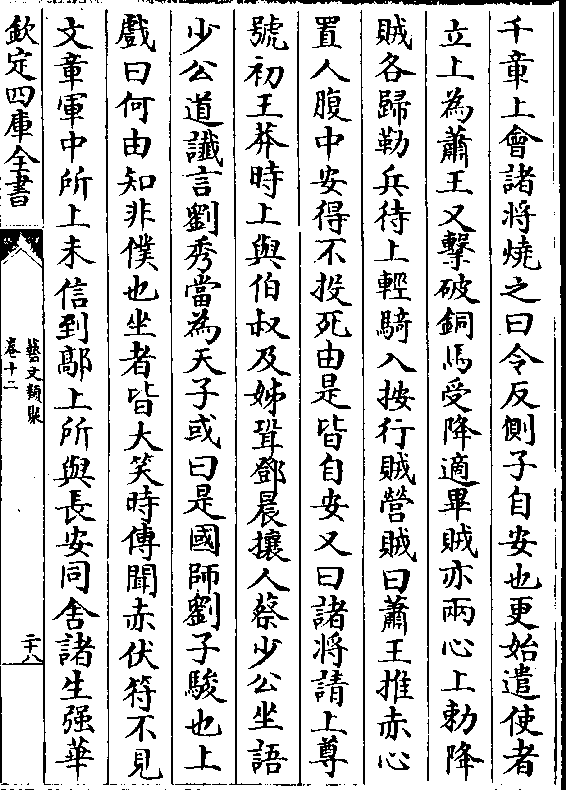 千章上會諸將燒之曰令反側子自安也更始遣使者
立上為蕭王又擊破銅馬受降適畢賊亦兩心上勅降
賊各歸勒兵待上輕騎入按行賊營賊曰蕭王推赤心
置人腹中安得不投死由是皆自安又曰諸將請上尊
號初王莽時上與伯叔及姊壻鄧晨攘人蔡少公坐語
少公道讖言劉秀當為天子或曰是國師劉子駿也上
戲曰何由知非僕也坐者皆大笑時傳聞赤伏符不見
文章軍中所上未信到鄗上所與長安同舍諸生强華
欽定四庫全書
藝文類聚
卷十二
二十八